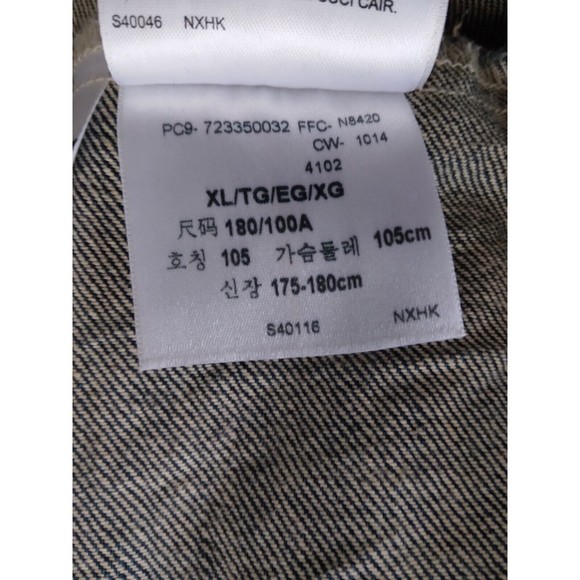 CAIR.
S40046 NXHK
PC9- 723350032 FFC- N8420
CW- 1014
4102
XL/TG/EG/XG
尺码 180/100A
호칭 105 가슴둘레 105cm
신장 175-180cm
S40116 NXHK